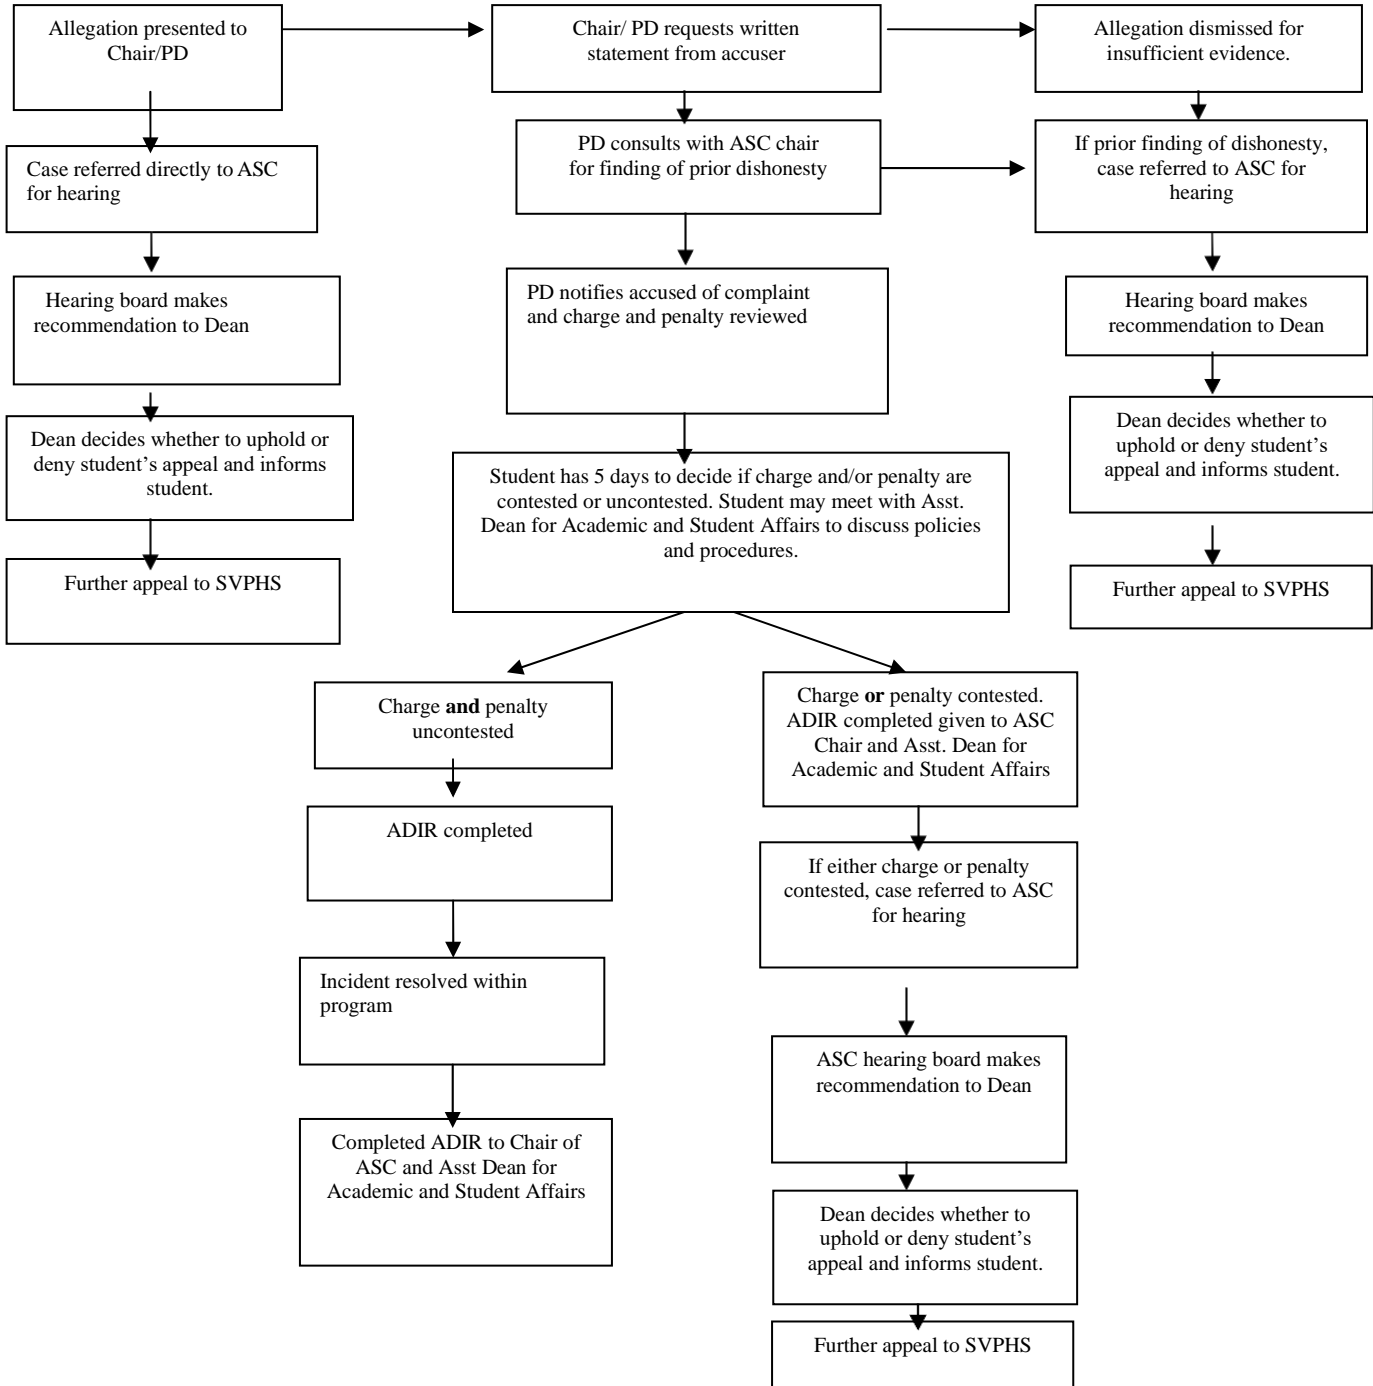 Allegation presented to
Chair/PD
Chair/ PD requests written
statement from accuser
Allegation dismissed for
insufficient evidence.
Case referred directly to ASC
for hearing
PD consults with ASC chair
for finding of prior dishonesty
If prior finding of dishonesty,
case referred to ASC for
hearing
Hearing board makes
recommendation to Dean
PD notifies accused of complaint
and charge and penalty reviewed
Hearing board makes
recommendation to Dean
Dean decides whether to uphold or
deny student’s appeal and informs
student.
Student has 5 days to decide if charge and/or penalty are
contested or uncontested. Student may meet with Asst.
Dean for Academic and Student Affairs to discuss policies
and procedures.
Dean decides whether to
uphold or deny student’s
appeal and informs student.
Further appeal to SVPHS
Further appeal to SVPHS
Charge and penalty
uncontested
Charge or penalty contested.
ADIR completed given to ASC
Chair and Asst. Dean for
Academic and Student Affairs
ADIR completed
If either charge or penalty
contested, case referred to ASC
for hearing
Incident resolved within
program
ASC hearing board makes
recommendation to Dean
Completed ADIR to Chair of
ASC and Asst Dean for
Academic and Student Affairs
Dean decides whether to
uphold or deny student’s
appeal and informs student.
Further appeal to SVPHS